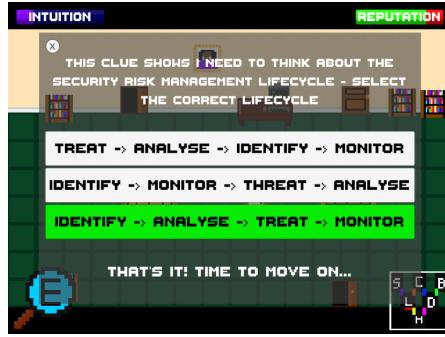 INTUITION
REPUTATION
X
THIS CLUE SHOWS I NEED TO THINK ABOUT THE
SECURITY RISK MANAGEMENT LIFECYCLE - SELECT
THE CORRECT LIFECYCLE
TREAT -> ANALYSE -> IDENTIFY -> MONITOR
IDENTIFY -> MONITOR -> THREAT -> ANALYSE
IDENTIFY -> ANALYSE -> TREAT -> MONITOR
THAT'S IT! TIME TO MOVE ON...
E
S C B
L D
H